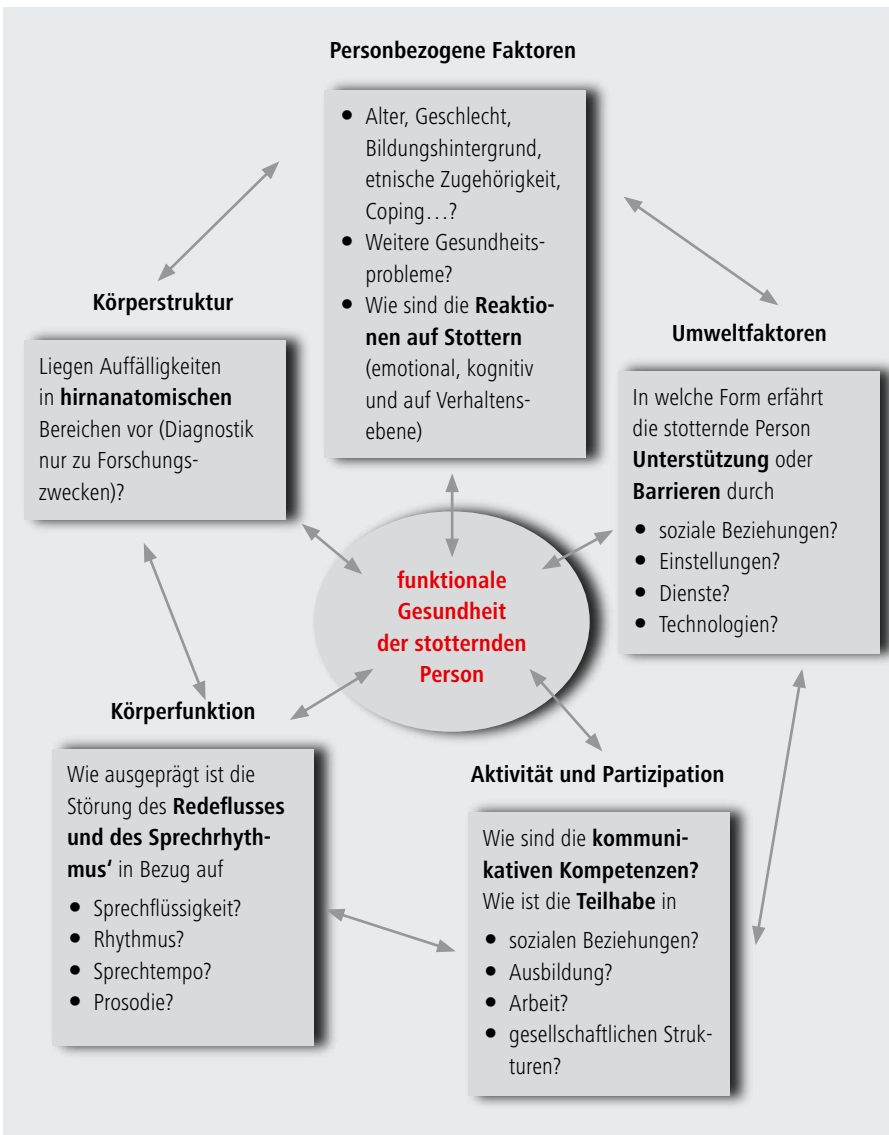 Personbezogene Faktoren
• Alter, Geschlecht,
Bildungshintergrund,
etnische Zugehörigkeit,
Coping…?
• Weitere Gesundheits-
probleme?
• Wie sind die Reaktio-
nen auf Stottern
(emotional, kognitiv
und auf Verhaltens-
ebene)
Körperstruktur
Liegen Auffälligkeiten
in hirnanatomischen
Bereichen vor (Diagnostik
nur zu Forschungs-
zwecken)?
Umweltfaktoren
In welche Form erfährt
die stotternde Person
Unterstützung oder
Barrieren durch
• soziale Beziehungen?
• Einstellungen?
• Dienste?
• Technologien?
funktionale
Gesundheit
der stotternden
Person
Körperfunktion
Wie ausgeprägt ist die
Störung des Redeflusses
und des Sprechrhyth-
mus‘ in Bezug auf
• Sprechflüssigkeit?
• Rhythmus?
• Sprechtempo?
• Prosodie?
Aktivität und Partizipation
Wie sind die kommuni-
kativen Kompetenzen?
Wie ist die Teilhabe in
• sozialen Beziehungen?
• Ausbildung?
• Arbeit?
• gesellschaftlichen Struk-
turen?